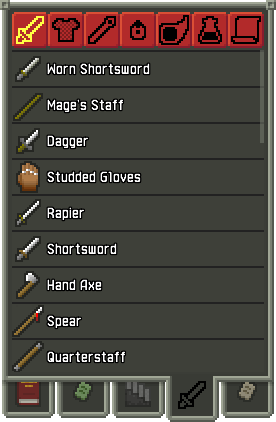 Worn Shortsword
Mage's Staff
Dagger
Studded Gloves
Rapier
Shortsword
Hand Axe
Spear
Quarterstaff